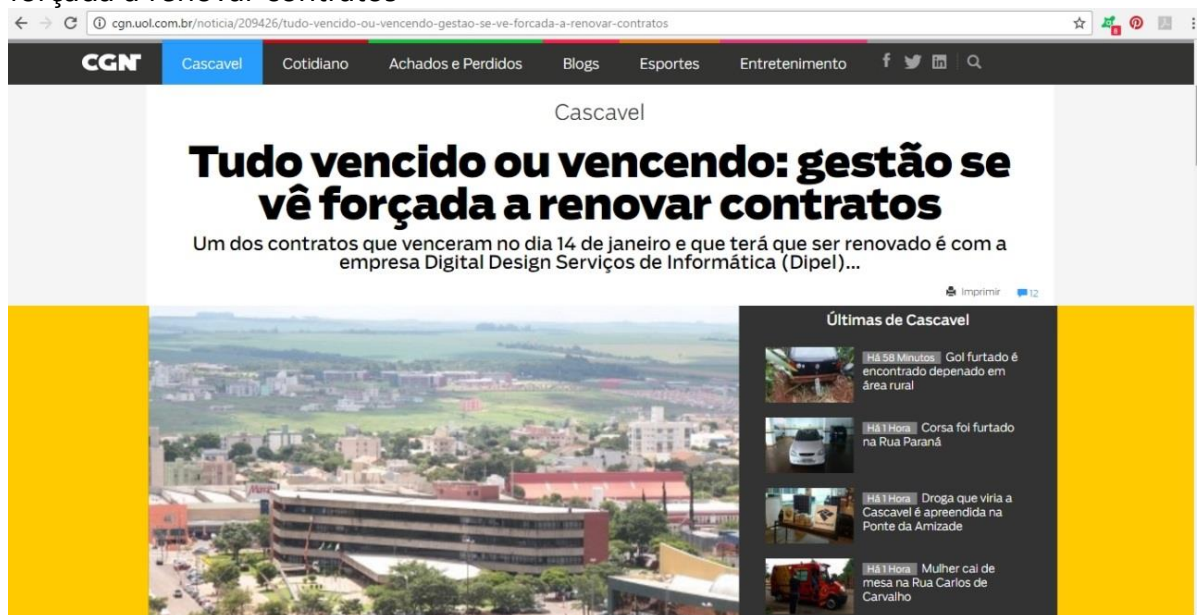 forçada a renovar contratos
cgn.uol.com.br/noticia/209426/tudo-vencido-ou-vencendo-gestao-se-ve-forcada-a-renovar-contratos
CGN Cascavel Cotidiano Achados e Perdidos Blogs Esportes Entretenimento
Cascavel
Tudo vencido ou vencendo: gestão se
vê forçada a renovar contratos
Um dos contratos que venceram no dia 14 de janeiro e que terá que ser renovado é com a
empresa Digital Design Serviços de Informática (Dipel)...
Imprimir 12
Últimas de Cascavel
Há 58 Minutos Gol furtado é
encontrado depenado em
área rural
Há 1 Hora Corsa foi furtado
na Rua Paraná
Há 1 Hora Droga que viria a
Cascavel é apreendida na
Ponte da Amizade
Há 1 Hora Mulher cai de
mesa na Rua Carlos de
Carvalho